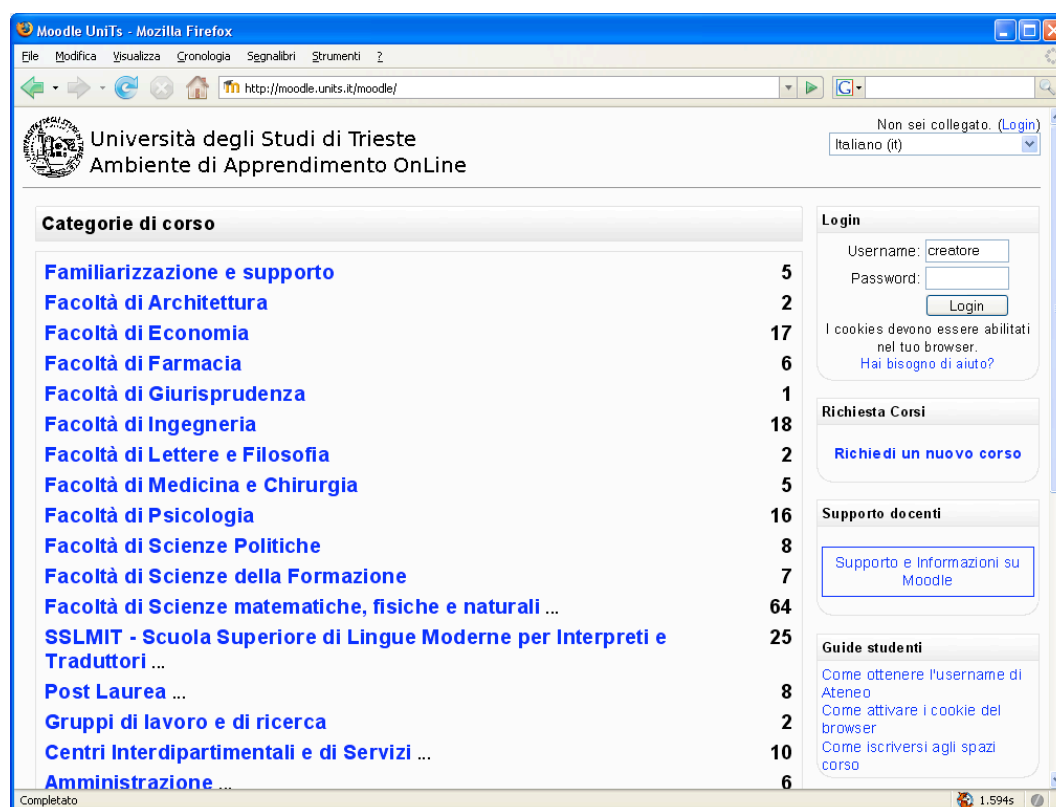 Moodle UniTs - Mozilla Firefox
File Modifica Visualizza Cronologia Segnalibri Strumenti ?
http://moodle.units.it/moodle/
Università degli Studi di Trieste
Ambiente di Apprendimento OnLine
Non sei collegato. (Login)
Italiano (it)
Categorie di corso
Familiarizzazione e supporto 5
Facoltà di Architettura 2
Facoltà di Economia 17
Facoltà di Farmacia 6
Facoltà di Giurisprudenza 1
Facoltà di Ingegneria 18
Facoltà di Lettere e Filosofia 2
Facoltà di Medicina e Chirurgia 5
Facoltà di Psicologia 16
Facoltà di Scienze Politiche 8
Facoltà di Scienze della Formazione 7
Facoltà di Scienze matematiche, fisiche e naturali ... 64
SSLMIT - Scuola Superiore di Lingue Moderne per Interpreti e 25
Traduttori ...
Post Laurea ... 8
Gruppi di lavoro e di ricerca 2
Centri Interdipartimentali e di Servizi ... 10
Amministrazione ... 6
Login
Username: creatore
Password:
Login
I cookies devono essere abilitati
nel tuo browser.
Hai bisogno di aiuto?
Richiesta Corsi
Richiedi un nuovo corso
Supporto docenti
Supporto e Informazioni su
Moodle
Guide studenti
Come ottenere l'username di
Ateneo
Come attivare i cookie del
browser
Come iscriversi agli spazi
corso
Completato
1.594s